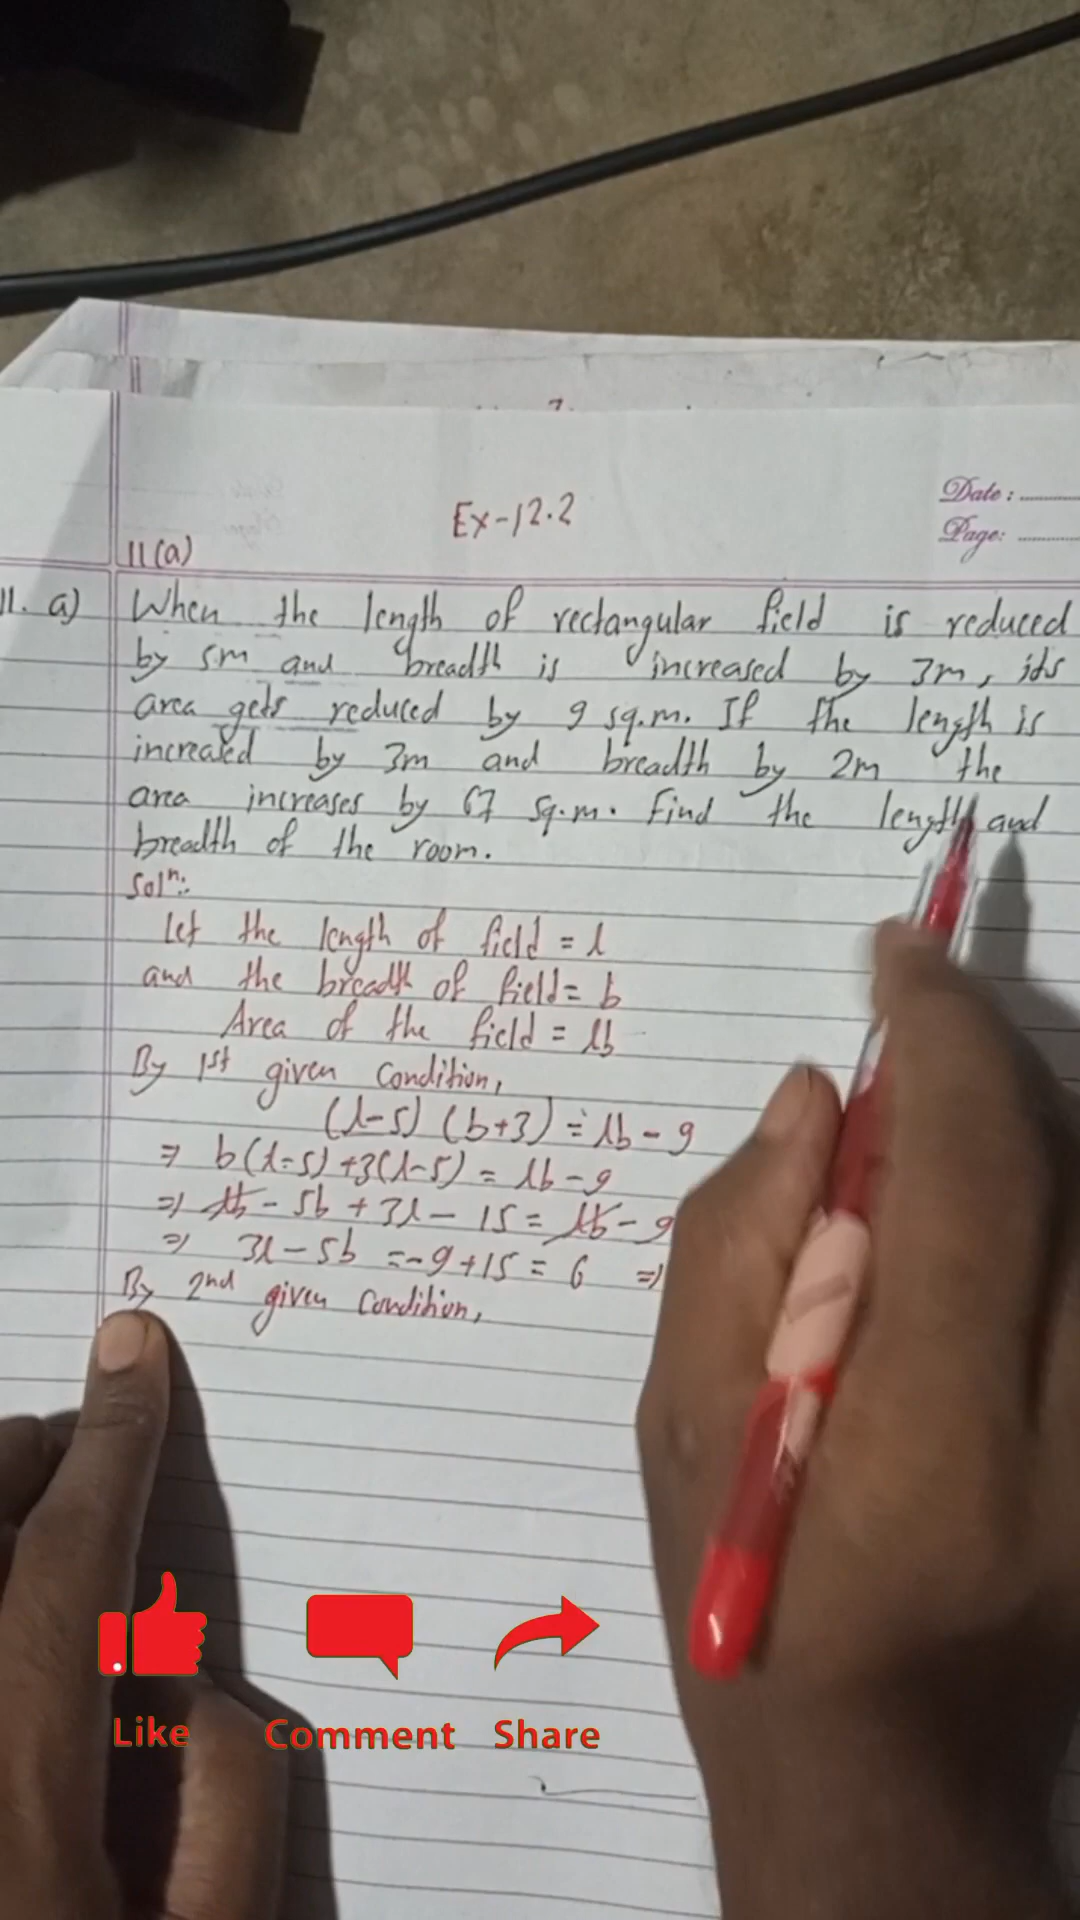 Ex-12.2
Date:
Page:
11(a)
11. a) When the length of rectangular field is reduced
by 5m and breadth is increased by 3m, its
area gets reduced by 9 sq.m. If the length is
increased by 3m and breadth by 2m the
area increases by 67 sq.m. Find the length and
breadth of the room.
Solⁿ:
Let the length of field = l
and the breadth of field = b
Area of the field = lb
By 1st given Condition,
(l-5) (b+3) = lb - 9
⇒ b(l-5) +3(l-5) = lb - 9
⇒ lb - 5b + 3l - 15 = lb - 9
⇒ 3l - 5b = -9 +15 = 6 ⇒
By 2nd given Condition,
Like Comment Share